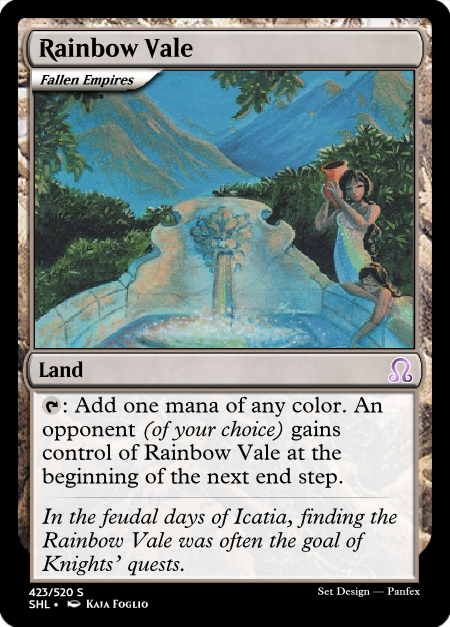 Rainbow Vale
Fallen Empires
Land
: Add one mana of any color. An
opponent (of your choice) gains
control of Rainbow Vale at the
beginning of the next end step.
In the feudal days of Icatia, finding the
Rainbow Vale was often the goal of
Knights' quests.
423/520 S
SHL • Kaja Foglio
Set Design — Panfex